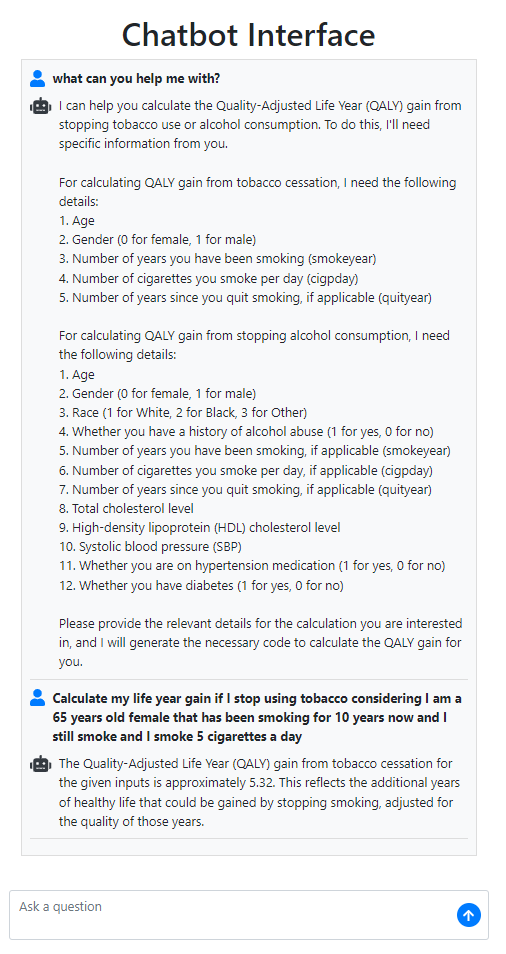 Chatbot Interface
what can you help me with?
I can help you calculate the Quality-Adjusted Life Year (QALY) gain from
stopping tobacco use or alcohol consumption. To do this, I'll need
specific information from you.
For calculating QALY gain from tobacco cessation, I need the following
details:
1. Age
2. Gender (0 for female, 1 for male)
3. Number of years you have been smoking (smokeyear)
4. Number of cigarettes you smoke per day (cigpday)
5. Number of years since you quit smoking, if applicable (quityear)
For calculating QALY gain from stopping alcohol consumption, I need
the following details:
1. Age
2. Gender (0 for female, 1 for male)
3. Race (1 for White, 2 for Black, 3 for Other)
4. Whether you have a history of alcohol abuse (1 for yes, 0 for no)
5. Number of years you have been smoking, if applicable (smokeyear)
6. Number of cigarettes you smoke per day, if applicable (cigpday)
7. Number of years since you quit smoking, if applicable (quityear)
8. Total cholesterol level
9. High-density lipoprotein (HDL) cholesterol level
10. Systolic blood pressure (SBP)
11. Whether you are on hypertension medication (1 for yes, 0 for no)
12. Whether you have diabetes (1 for yes, 0 for no)
Please provide the relevant details for the calculation you are interested
in, and I will generate the necessary code to calculate the QALY gain for
you.
Calculate my life year gain if I stop using tobacco considering I am a
65 years old female that has been smoking for 10 years now and I
still smoke and I smoke 5 cigarettes a day
The Quality-Adjusted Life Year (QALY) gain from tobacco cessation for
the given inputs is approximately 5.32. This reflects the additional years
of healthy life that could be gained by stopping smoking, adjusted for
the quality of those years.
Ask a question